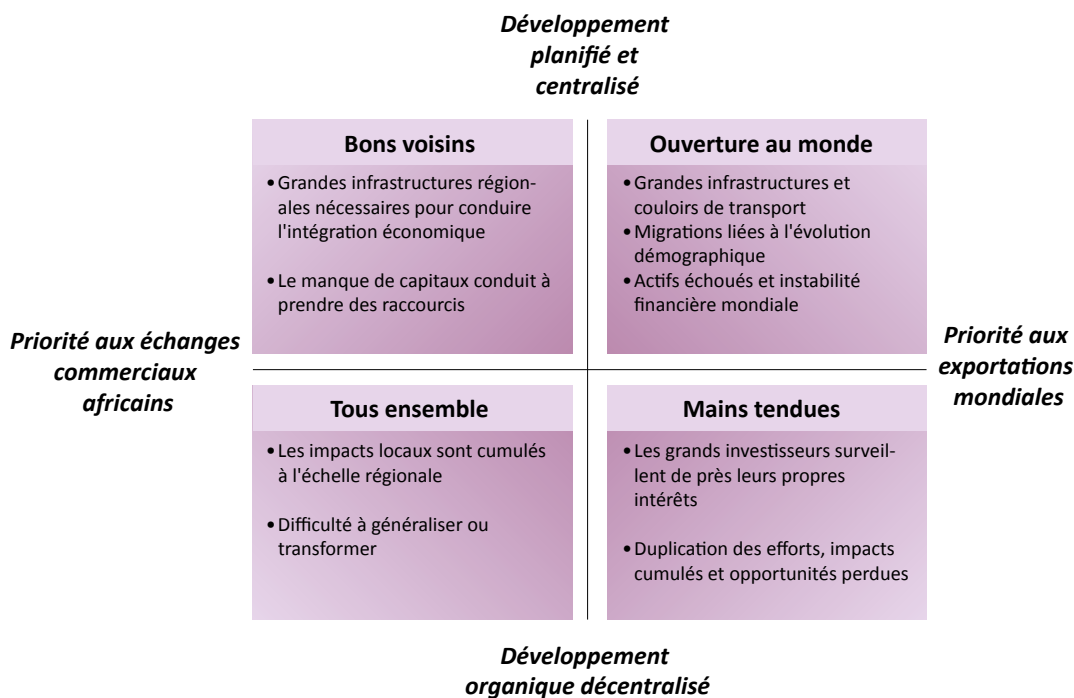 Développement
planifié et
centralisé
Bons voisins
• Grandes infrastructures région-
ales nécessaires pour conduire
l'intégration économique
• Le manque de capitaux conduit à
prendre des raccourcis
Ouverture au monde
• Grandes infrastructures et
couloirs de transport
• Migrations liées à l'évolution
démographique
• Actifs échoués et instabilité
financière mondiale
Priorité aux échanges
commerciaux
africains
Priorité aux
exportations
mondiales
Tous ensemble
• Les impacts locaux sont cumulés
à l'échelle régionale
• Difficulté à généraliser ou
transformer
Mains tendues
• Les grands investisseurs surveil-
lent de près leurs propres
intérêts
• Duplication des efforts, impacts
cumulés et opportunités perdues
Développement
organique décentralisé